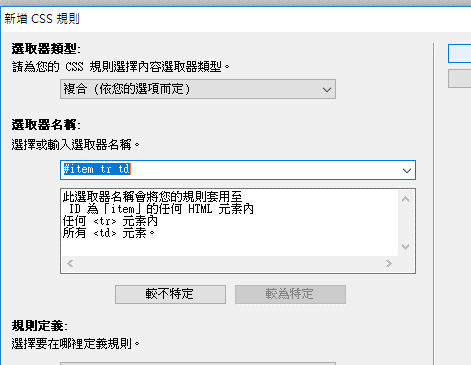 新增 CSS 規則
選取器類型:
請為您的 CSS 規則選擇內容選取器類型。
複合 (依您的選項而定)
選取器名稱:
選擇或輸入選取器名稱。
#item tr td
此選取器名稱會將您的規則套用至
ID 為「item」的任何 HTML 元素內
任何 <tr> 元素內
所有 <td> 元素。
較不特定
較為特定
規則定義:
選擇要在哪裡定義規則。